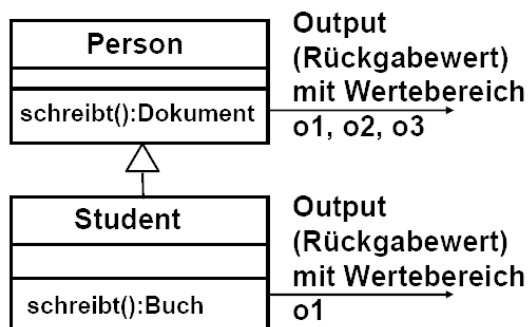 Person
schreibt():Dokument
Output
(Rückgabewert)
mit Wertebereich
o1, o2, o3
Student
schreibt():Buch
Output
(Rückgabewert)
mit Wertebereich
o1